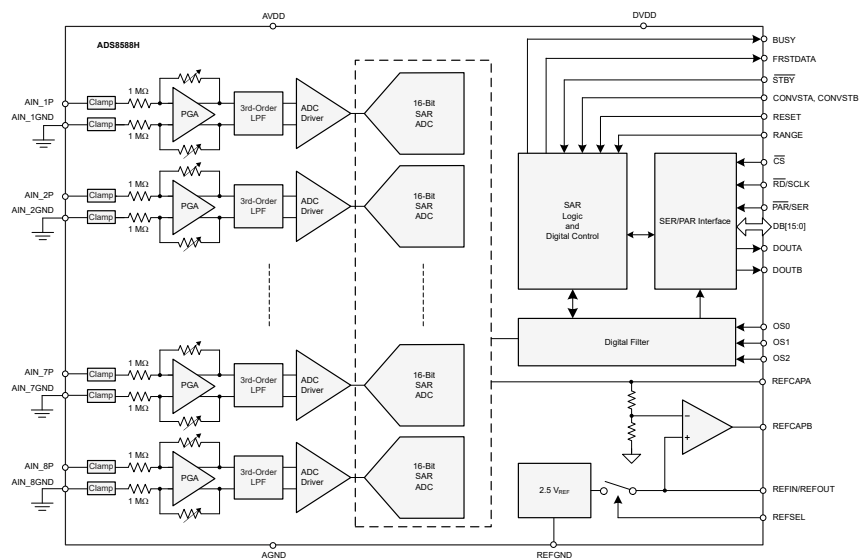 AVDD
DVDD
ADS8588H
BUSY
FRSTDATA
STBY
CONVSTA, CONVSTB
RESET
RANGE
CS
RD/SCLK
PAR/SER
DB[15:0]
DOUTA
DOUTB
OS0
OS1
OS2
REFCAPA
REFCAPB
REFIN/REFOUT
REFSEL
AIN_1P
AIN_1GND
Clamp
Clamp
1 MΩ
1 MΩ
PGA
3rd-Order
LPF
ADC
Driver
16-Bit
SAR
ADC
AIN_2P
AIN_2GND
Clamp
Clamp
1 MΩ
1 MΩ
PGA
3rd-Order
LPF
ADC
Driver
16-Bit
SAR
ADC
AIN_7P
AIN_7GND
Clamp
Clamp
1 MΩ
1 MΩ
PGA
3rd-Order
LPF
ADC
Driver
16-Bit
SAR
ADC
AIN_8P
AIN_8GND
Clamp
Clamp
1 MΩ
1 MΩ
PGA
3rd-Order
LPF
ADC
Driver
16-Bit
SAR
ADC
SAR
Logic
and
Digital Control
SER/PAR Interface
Digital Filter
2.5 VREF
AGND
REFGND